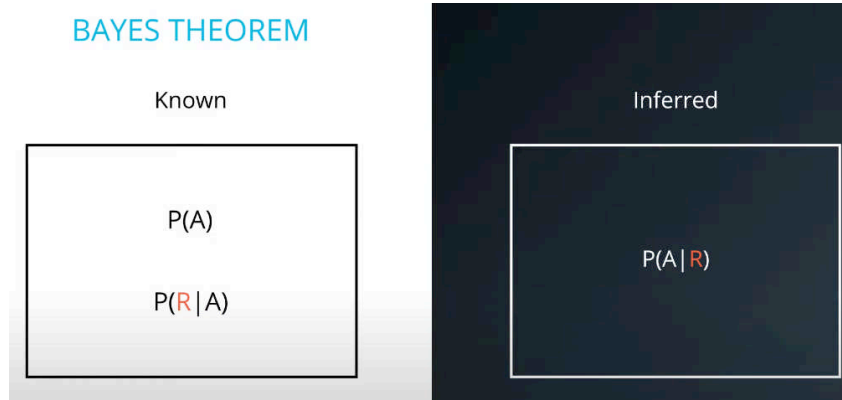 BAYES THEOREM
Known
P(A)
P(R|A)
Inferred
P(A|R)